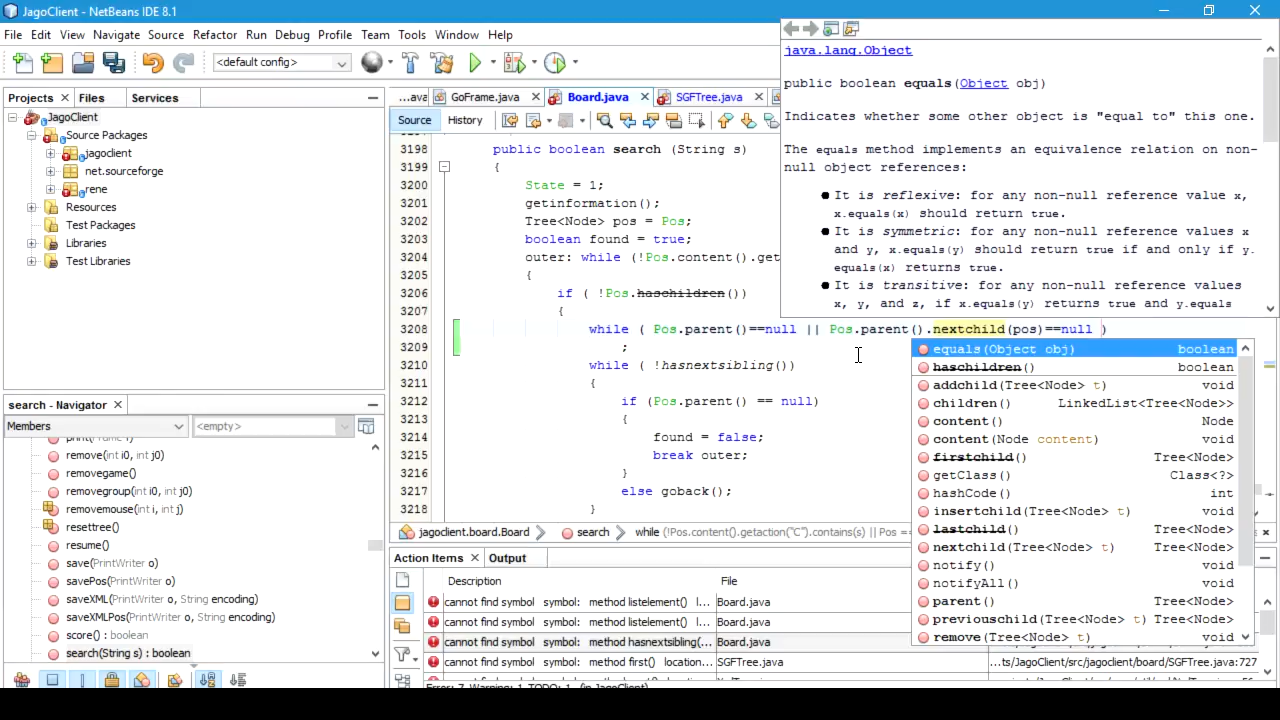 JagoClient - NetBeans IDE 8.1
File Edit View Navigate Source Refactor Run Debug Profile Team Tools Window Help
<default config>
Projects Files Services
JagoClient
Source Packages
jagoclient
net.sourceforge
rene
Resources
Test Packages
Libraries
Test Libraries
search - Navigator
Members <empty>
remove(int i0, int j0)
removegame()
removegroup(int i0, int j0)
removemouse(int i, int j)
resettree()
resume()
save(PrintWriter o)
savePos(PrintWriter o)
saveXML(PrintWriter o, String encoding)
saveXMLPos(PrintWriter o, String encoding)
score() : boolean
search(String s) : boolean
...ava GoFrame.java Board.java SGFTree.java
Source History
3198 public boolean search (String s)
3199 {
3200 State = 1;
3201 getinformation();
3202 Tree<Node> pos = Pos;
3203 boolean found = true;
3204 outer: while (!Pos.content().get
3205 {
3206 if ( !Pos.haschildren())
3207 {
3208 while ( Pos.parent()==null || Pos.parent().nextchild(pos)==null )
3209 ;
3210 while ( !hasnextsibling())
3211 {
3212 if (Pos.parent() == null)
3213 {
3214 found = false;
3215 break outer;
3216 }
3217 else goback();
3218 }
jagoclient.board.Board search while (!Pos.content().getaction("C").contains(s) || Pos =
Action Items Output
Description File
cannot find symbol symbol: method listelement() l... Board.java
cannot find symbol symbol: method listelement() l... Board.java
cannot find symbol symbol: method hasnextsibling(... Board.java
cannot find symbol symbol: method first() location... SGFTree.java ...ts/JagoClient/src/jagoclient/board/SGFTree.java:727
java.lang.Object
public boolean equals(Object obj)
Indicates whether some other object is "equal to" this one.
The equals method implements an equivalence relation on non-
null object references:
It is reflexive: for any non-null reference value x,
x.equals(x) should return true.
It is symmetric: for any non-null reference values x
and y, x.equals(y) should return true if and only if y.
equals(x) returns true.
It is transitive: for any non-null reference values
x, y, and z, if x.equals(y) returns true and y.equals
equals(Object obj) boolean
haschildren() boolean
addchild(Tree<Node> t) void
children() LinkedList<Tree<Node>>
content() Node
content(Node content) void
firstchild() Tree<Node>
getClass() Class<?>
hashCode() int
insertchild(Tree<Node> t) void
lastchild() Tree<Node>
nextchild(Tree<Node> t) Tree<Node>
notify() void
notifyAll() void
parent() Tree<Node>
previouschild(Tree<Node> t) Tree<Node>
remove(Tree<Node> t) void